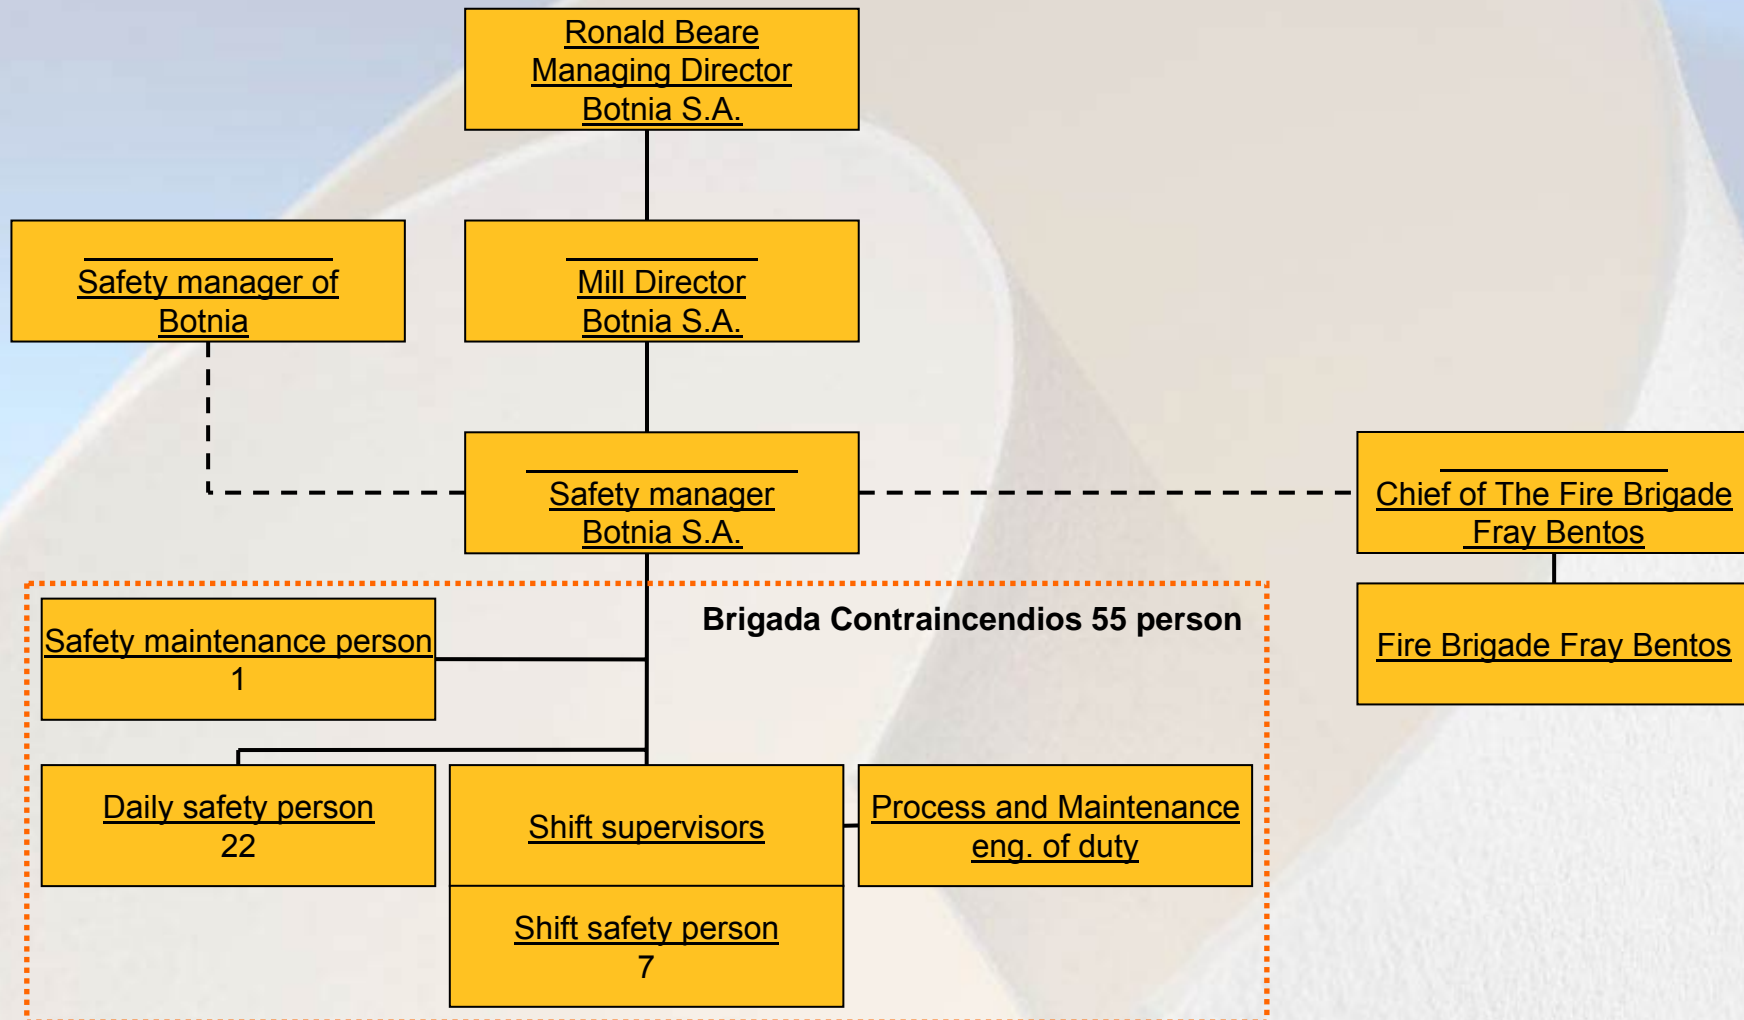 Ronald Beare
Managing Director
Botnia S.A.
Safety manager of
Botnia
Mill Director
Botnia S.A.
Safety manager
Botnia S.A.
Chief of The Fire Brigade
Fray Bentos
Brigada Contraincendios 55 person
Safety maintenance person
1
Fire Brigade Fray Bentos
Daily safety person
22
Shift supervisors
Process and Maintenance
eng. of duty
Shift safety person
7